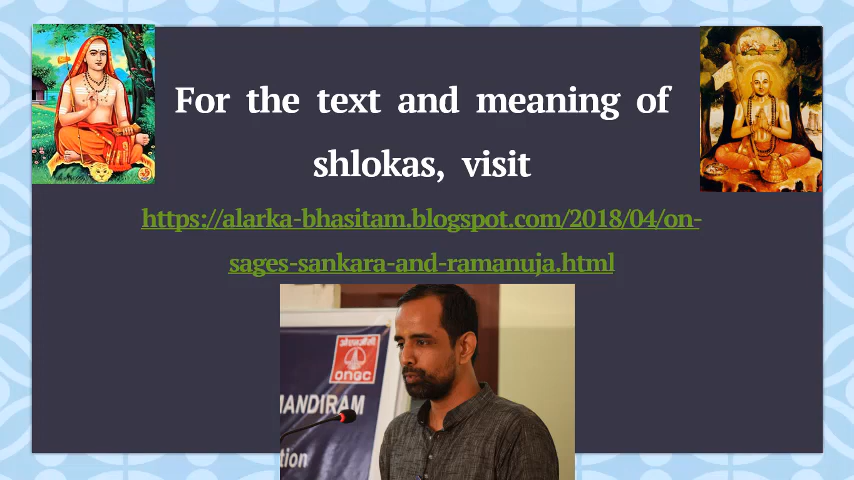 For the text and meaning of
shlokas, visit
https://alarka-bhasitam.blogspot.com/2018/04/on-
sages-sankara-and-ramanuja.html
ओएनजीसी
ongc
MANDIRAM
tion